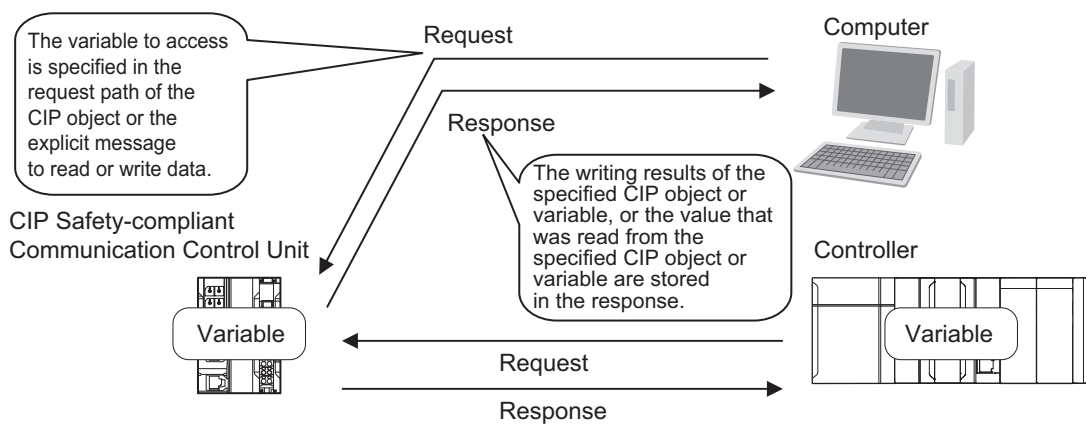 The variable to access
is specified in the
request path of the
CIP object or the
explicit message
to read or write data.
Request
Computer
Response
The writing results of the
specified CIP object or
variable, or the value that
was read from the
specified CIP object or
variable are stored
in the response.
CIP Safety-compliant
Communication Control Unit
Controller
Variable
Variable
Request
Response